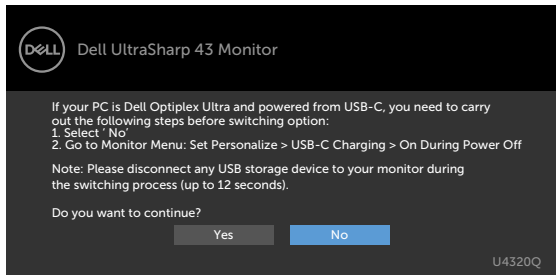 DELL
Dell UltraSharp 43 Monitor
If your PC is Dell Optiplex Ultra and powered from USB-C, you need to carry
out the following steps before switching option:
1. Select ‘ No’
2. Go to Monitor Menu: Set Personalize > USB-C Charging > On During Power Off
Note: Please disconnect any USB storage device to your monitor during
the switching process (up to 12 seconds).
Do you want to continue?
Yes No
U4320Q